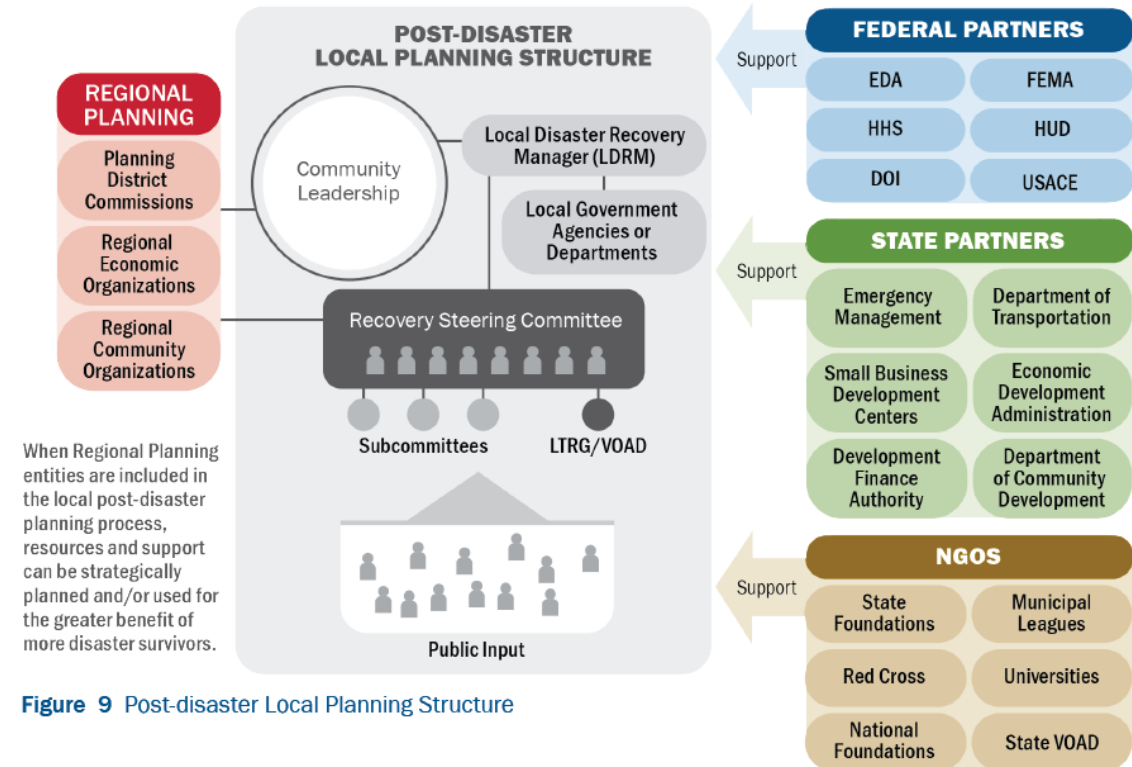 POST-DISASTER
LOCAL PLANNING STRUCTURE
REGIONAL
PLANNING
Planning
District
Commissions
Regional
Economic
Organizations
Regional
Community
Organizations
When Regional Planning
entities are included in
the local post-disaster
planning process,
resources and support
can be strategically
planned and/or used for
the greater benefit of
more disaster survivors.
Community
Leadership
Local Disaster Recovery
Manager (LDRM)
Local Government
Agencies or
Departments
Recovery Steering Committee
Subcommittees
LTRG/VOAD
Public Input
Support
FEDERAL PARTNERS
EDA
FEMA
HHS
HUD
DOI
USACE
Support
STATE PARTNERS
Emergency
Management
Department of
Transportation
Small Business
Development
Centers
Economic
Development
Administration
Development
Finance
Authority
Department
of Community
Development
Support
NGOS
State
Foundations
Municipal
Leagues
Red Cross
Universities
National
Foundations
State VOAD
Figure 9 Post-disaster Local Planning Structure